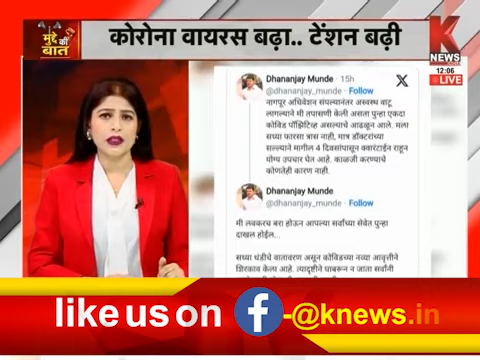 मुद्दे की बात
कोरोना वायरस बढ़ा.. टेंशन बढ़ी
K NEWS
12:06
LIVE
Dhananjay Munde · 15h
@dhananjay_munde · Follow
X
नागपूर अधिवेशन संपल्यानंतर अस्वस्थ वाटू
लागल्याने मी तपासणी केली असता पुन्हा एकदा
कोविड पॉझिटिव्ह असल्याचे आढळून आले. मला
सध्या फारसा त्रास नाही, मात्र डॉक्टरांच्या
सल्ल्याने मागील 4 दिवसांपासून क्वारंटाईन राहून
योग्य उपचार घेत आहे. काळजी करण्याचे
कोणतेही कारण नाही.
Dhananjay Munde
@dhananjay_munde · Follow
मी लवकरच बरा होऊन आपल्या सर्वांच्या सेवेत पुन्हा
दाखल होईल...
सध्या थंडीचे वातावरण असून कोविडच्या नव्या आवृत्तीने
शिरकाव केला आहे. त्यादृष्टीने घाबरून न जाता सर्वांनी
like us on f -@knews.in